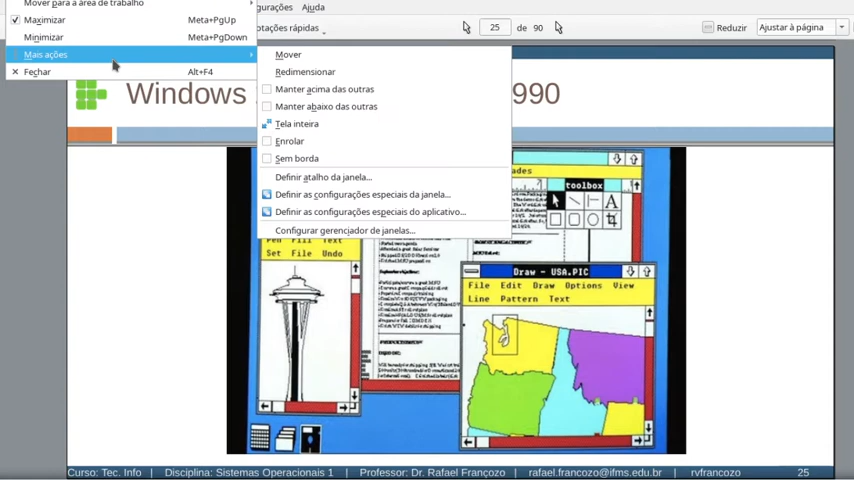 Mover para a área de trabalho
Maximizar Meta+PgUp
Minimizar Meta+PgDown
Mais ações
Fechar Alt+F4
gurações Ajuda
otações rápidas 25 de 90 Reduzir Ajustar à página
Mover
Redimensionar
Manter acima das outras
Manter abaixo das outras
Tela inteira
Enrolar
Sem borda
Definir atalho da janela...
Definir as configurações especiais da janela...
Definir as configurações especiais do aplicativo...
Configurar gerenciador de janelas...
Windows 990
ades
toolbox
A
Pen Fill Text
Set File Undo
Draw - USA.PIC
File Edit Draw Options View
Line Pattern Text
Curso: Tec. Info | Disciplina: Sistemas Operacionais 1 | Professor: Dr. Rafael Françozo | rafael.francozo@ifms.edu.br | rvfrancozo 25